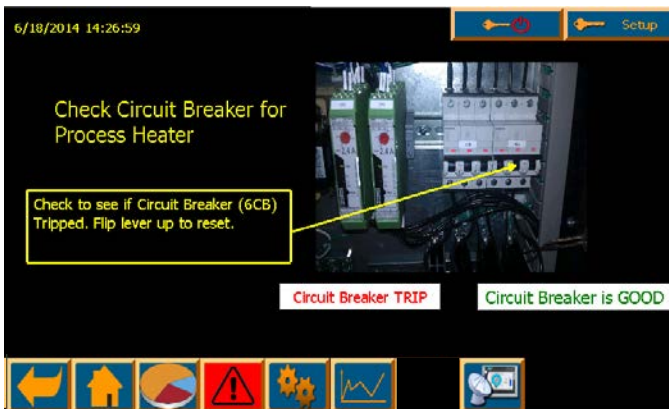 6/18/2014 14:26:59
Setup
Check Circuit Breaker for
Process Heater
Check to see if Circuit Breaker (6CB)
Tripped. Flip lever up to reset.
Circuit Breaker TRIP
Circuit Breaker is GOOD